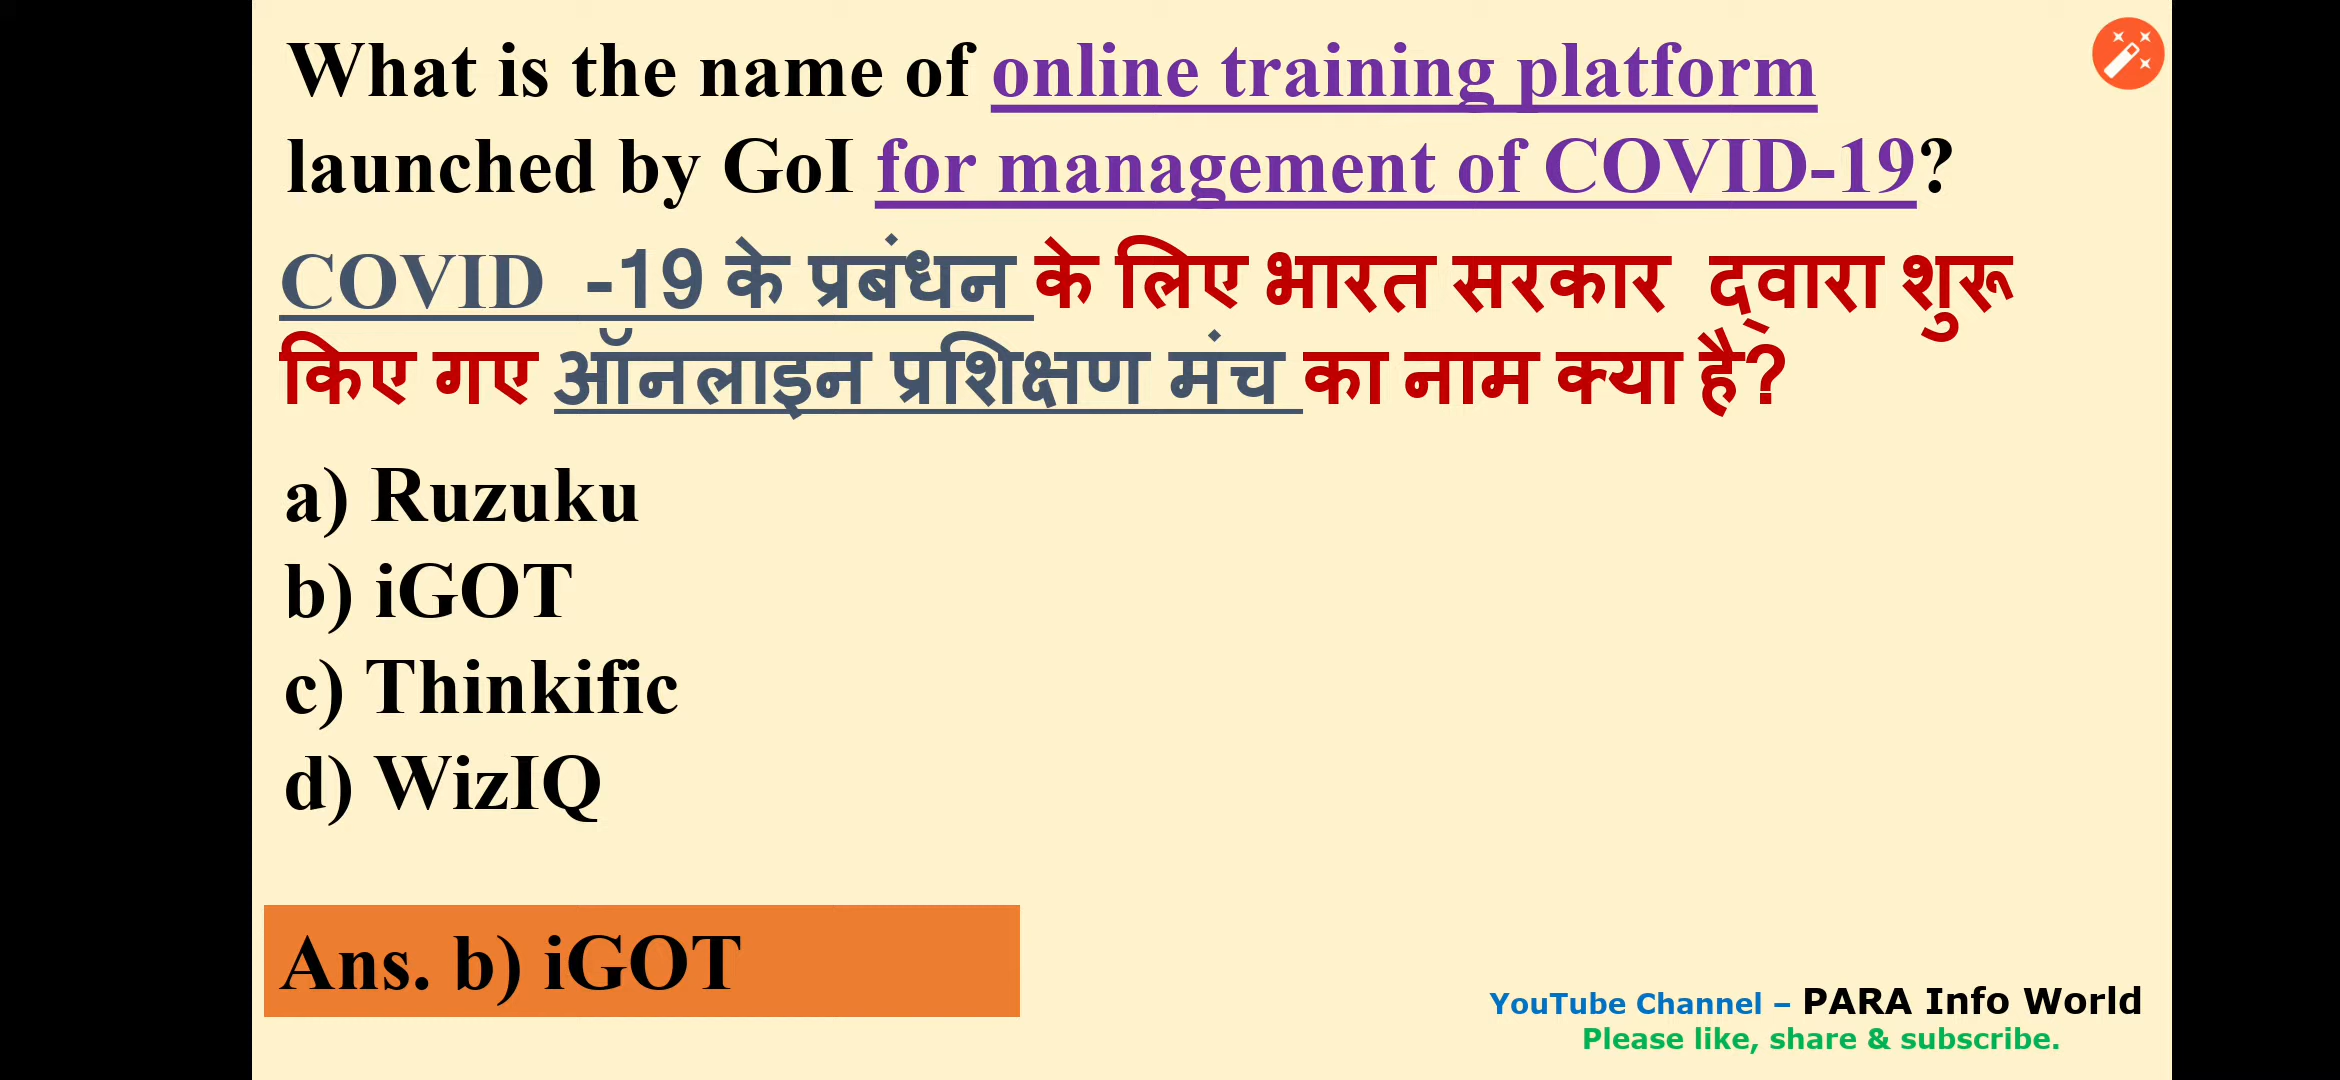 What is the name of online training platform
launched by GoI for management of COVID-19?
COVID -19 के प्रबंधन के लिए भारत सरकार द्वारा शुरू
किए गए ऑनलाइन प्रशिक्षण मंच का नाम क्या है?
a) Ruzuku
b) iGOT
c) Thinkific
d) WizIQ
Ans. b) iGOT
YouTube Channel – PARA Info World
Please like, share & subscribe.